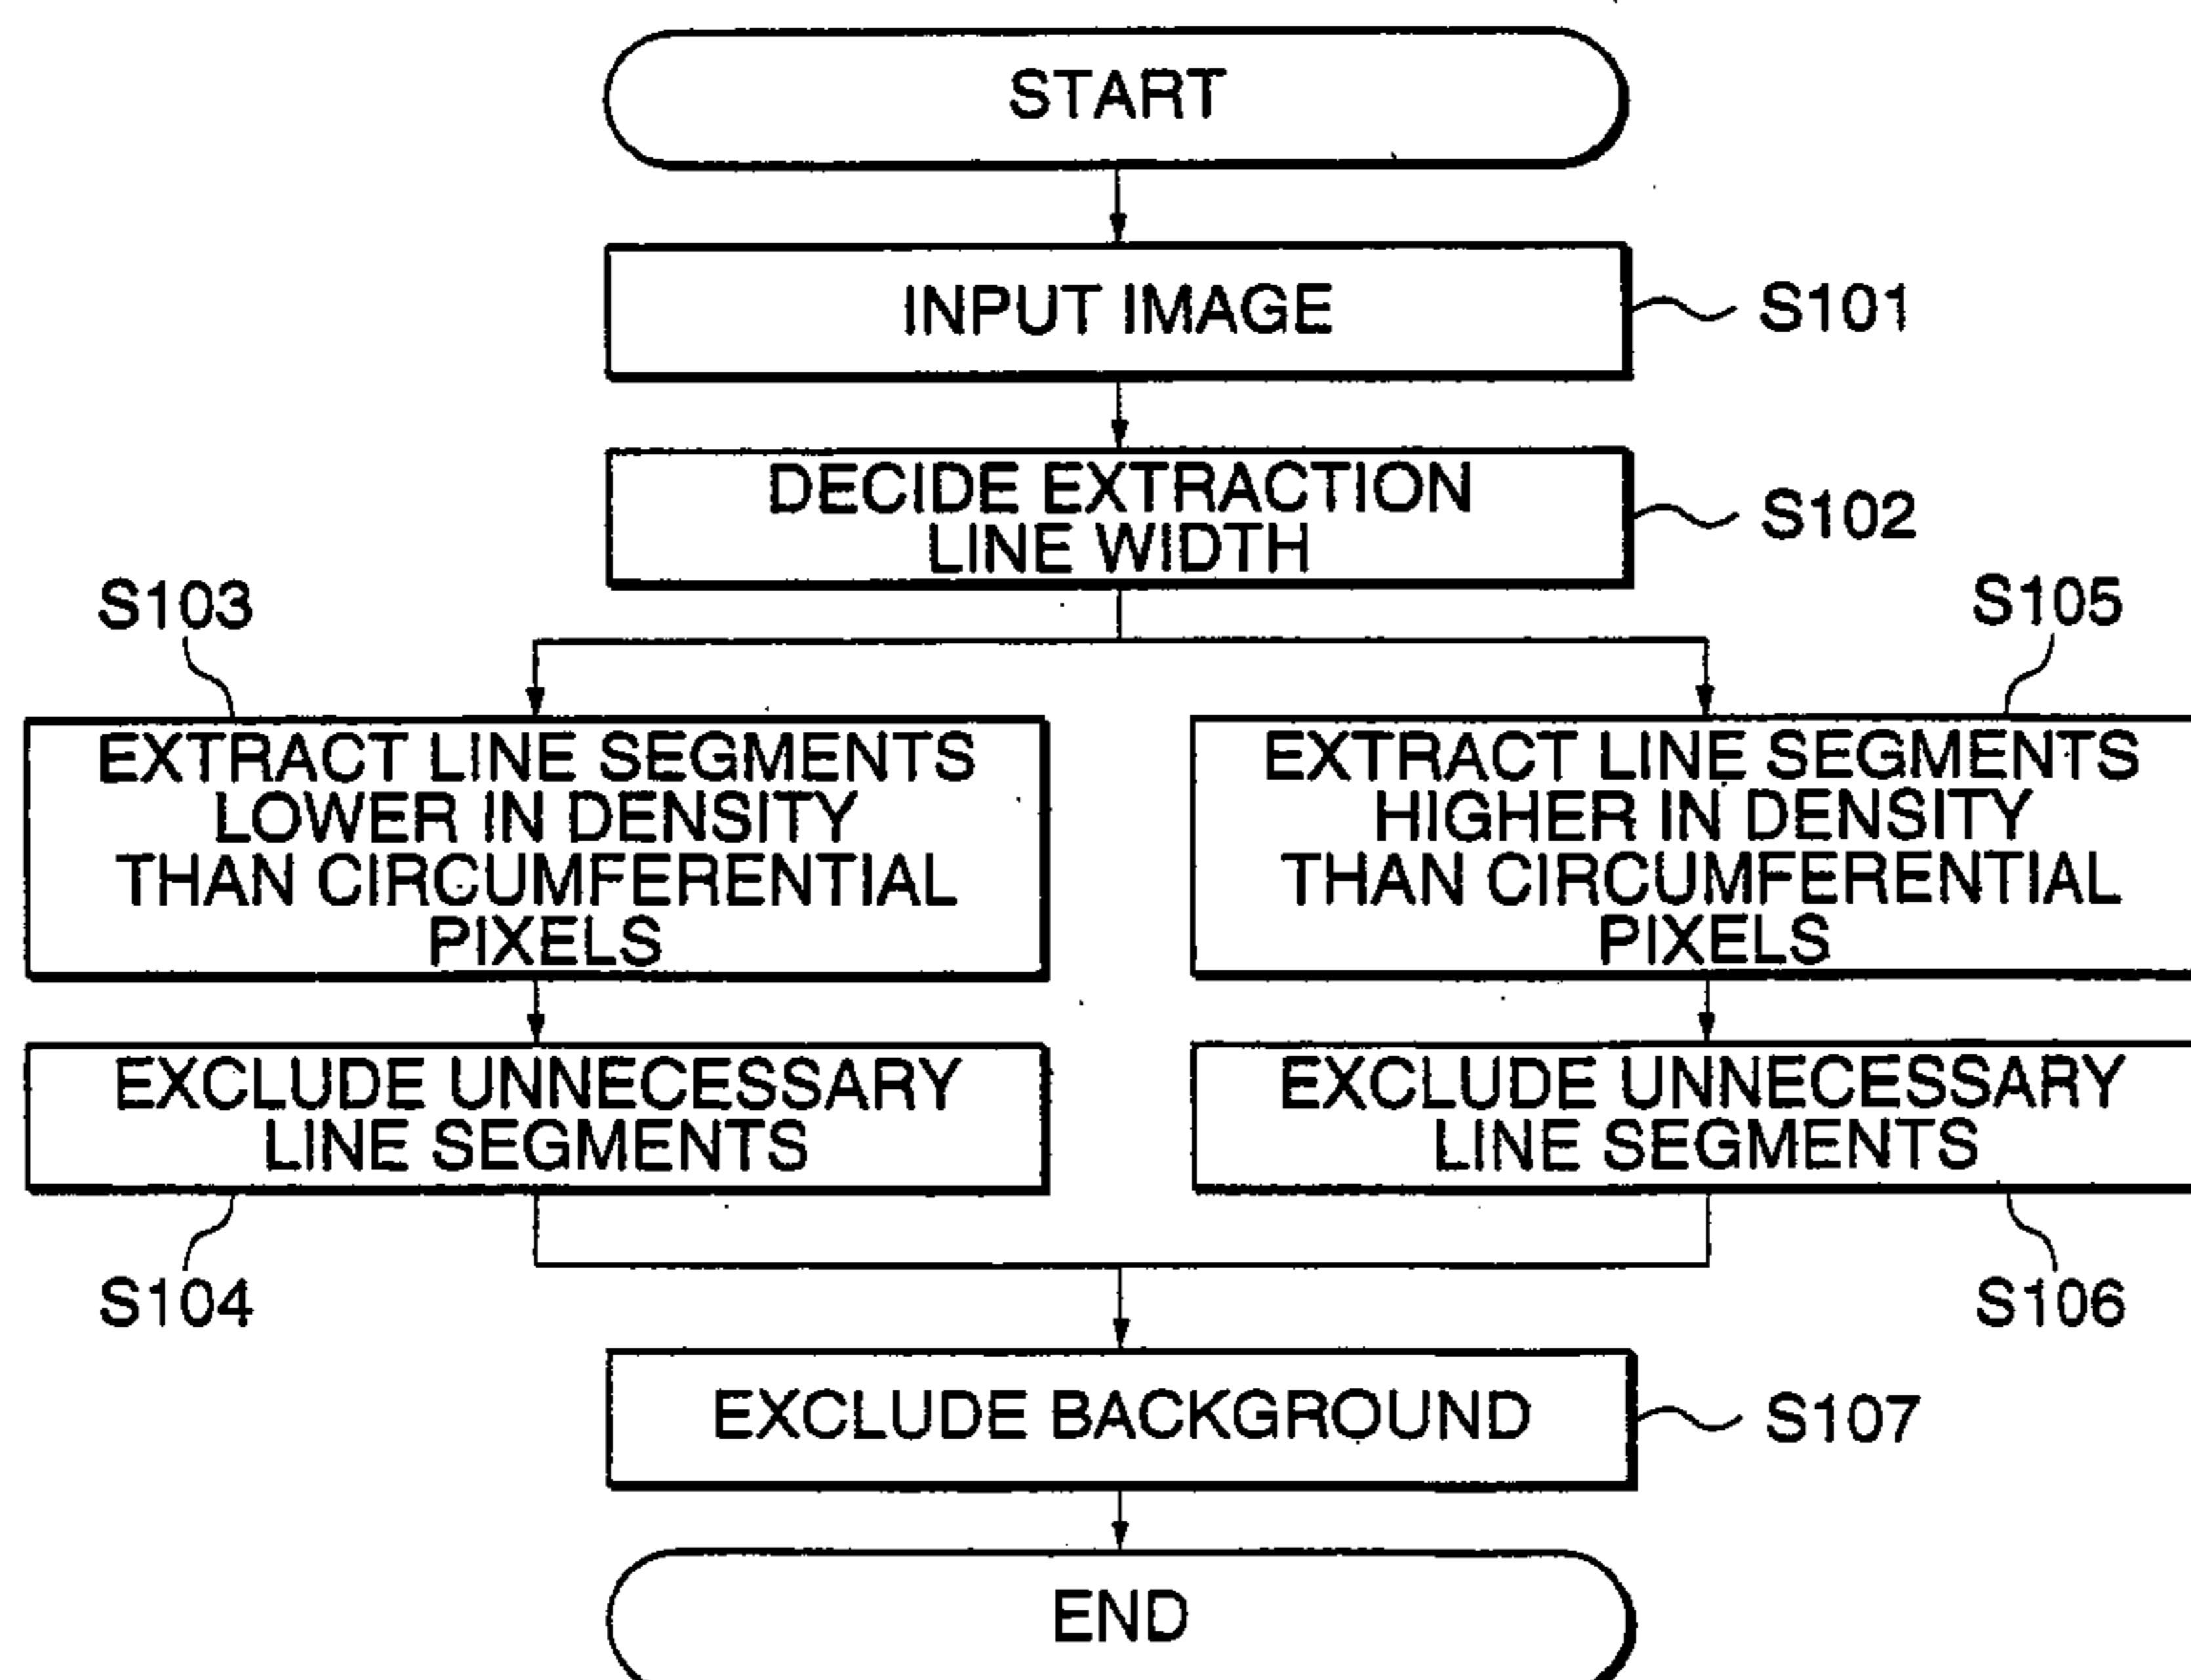 START
INPUT IMAGE
S101
DECIDE EXTRACTION
LINE WIDTH
S102
S103
EXTRACT LINE SEGMENTS
LOWER IN DENSITY
THAN CIRCUMFERENTIAL
PIXELS
S105
EXTRACT LINE SEGMENTS
HIGHER IN DENSITY
THAN CIRCUMFERENTIAL
PIXELS
EXCLUDE UNNECESSARY
LINE SEGMENTS
S104
EXCLUDE UNNECESSARY
LINE SEGMENTS
S106
EXCLUDE BACKGROUND
S107
END